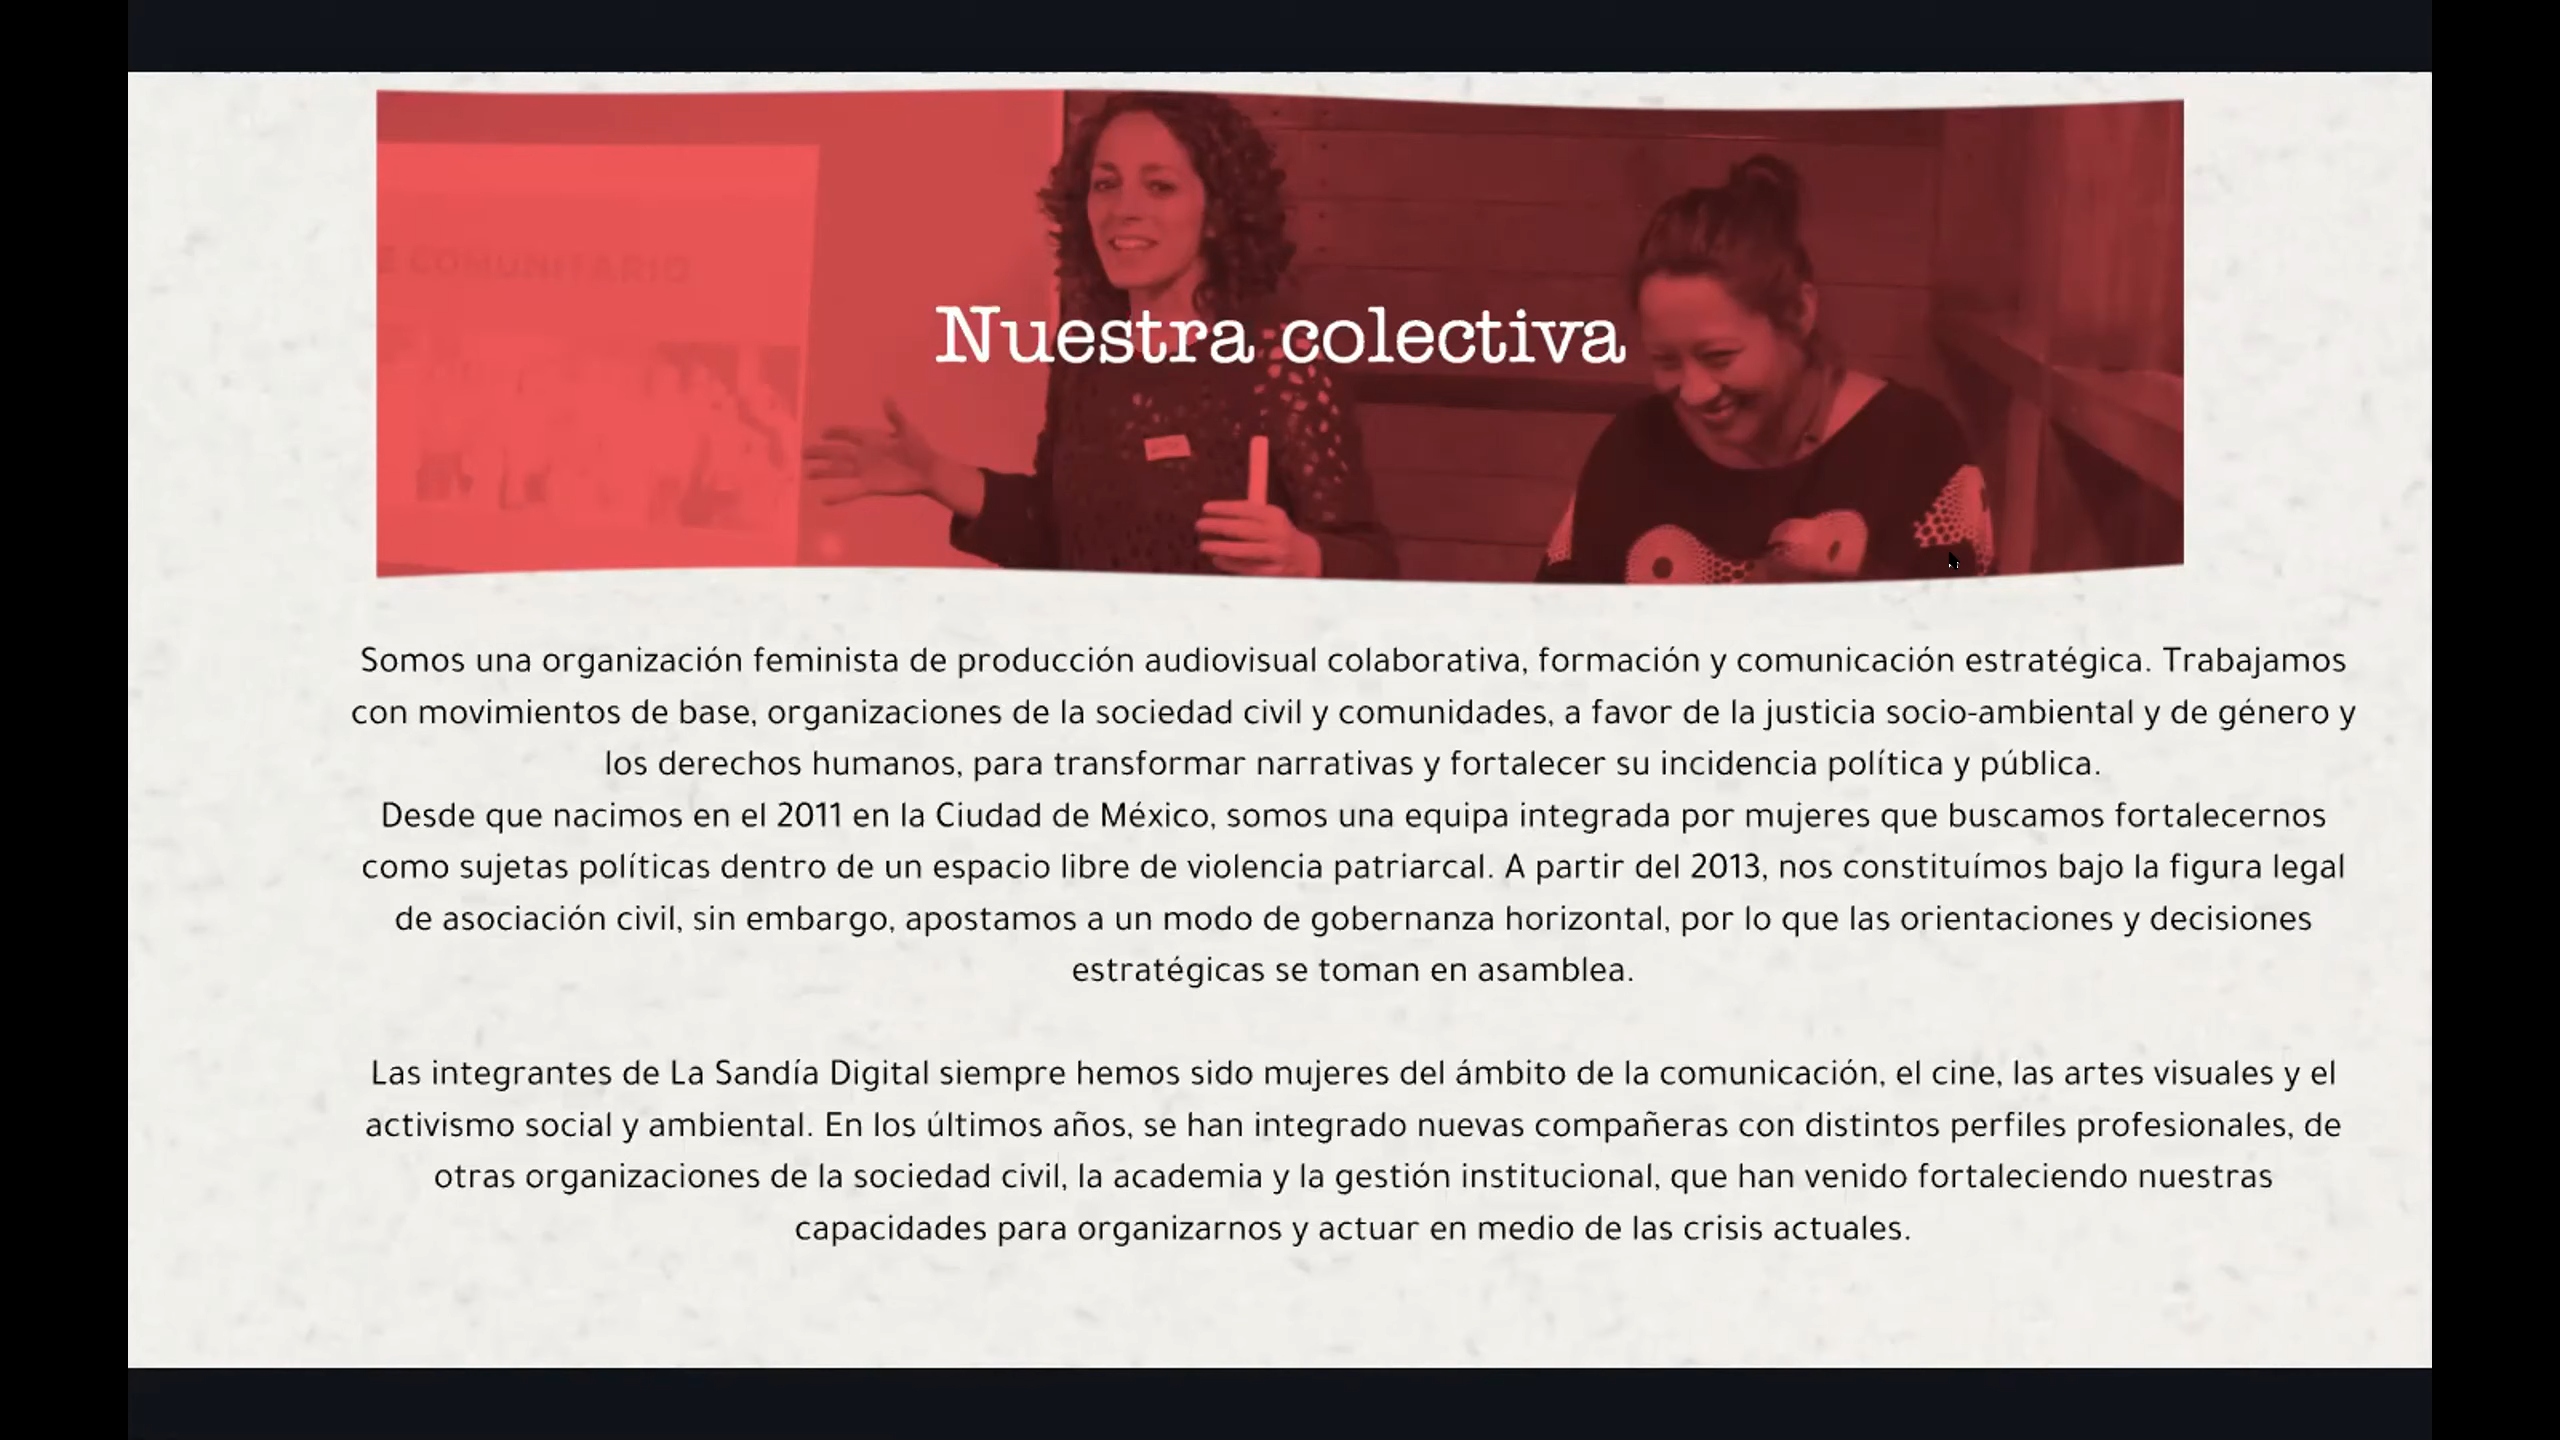 E COMUNITARIO
Nuestra colectiva
Somos una organización feminista de producción audiovisual colaborativa, formación y comunicación estratégica. Trabajamos
con movimientos de base, organizaciones de la sociedad civil y comunidades, a favor de la justicia socio-ambiental y de género y
los derechos humanos, para transformar narrativas y fortalecer su incidencia política y pública.
Desde que nacimos en el 2011 en la Ciudad de México, somos una equipa integrada por mujeres que buscamos fortalecernos
como sujetas políticas dentro de un espacio libre de violencia patriarcal. A partir del 2013, nos constituímos bajo la figura legal
de asociación civil, sin embargo, apostamos a un modo de gobernanza horizontal, por lo que las orientaciones y decisiones
estratégicas se toman en asamblea.
Las integrantes de La Sandía Digital siempre hemos sido mujeres del ámbito de la comunicación, el cine, las artes visuales y el
activismo social y ambiental. En los últimos años, se han integrado nuevas compañeras con distintos perfiles profesionales, de
otras organizaciones de la sociedad civil, la academia y la gestión institucional, que han venido fortaleciendo nuestras
capacidades para organizarnos y actuar en medio de las crisis actuales.